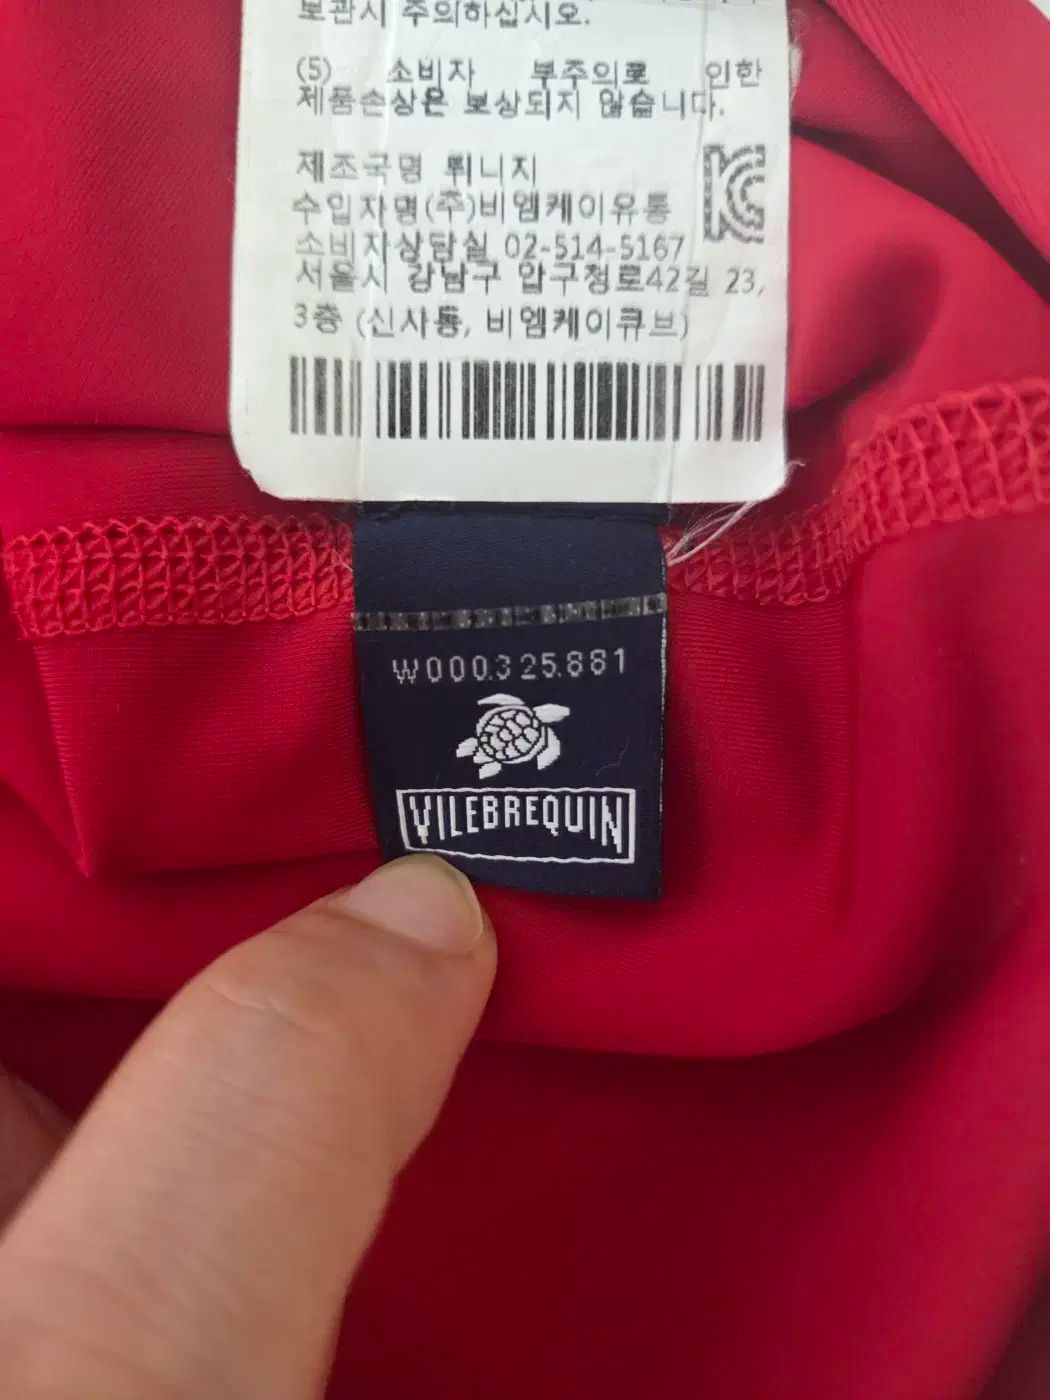 보관시 주의하십시오.
(5) 소비자 부주의로 인한
제품손상은 보상되지 않습니다.
제조국명 튀니지
수입자명(주)비엠케이유통
소비자상담실 02-514-5167
서울시 강남구 압구정로42길 23,
3층 (신사동, 비엠케이큐브)
W000.325.881
VILEBREQUIN